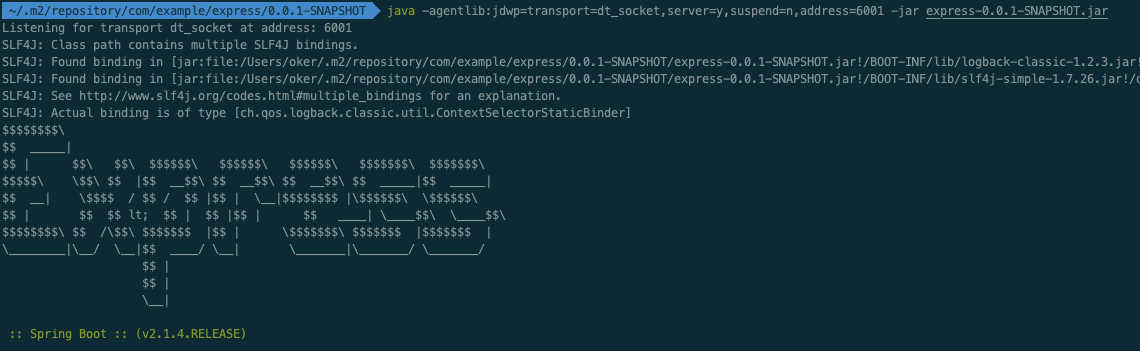 ~/.m2/repository/com/example/express/0.0.1-SNAPSHOT java -agentlib:jdwp=transport=dt_socket,server=y,suspend=n,address=6001 -jar express-0.0.1-SNAPSHOT.jar
Listening for transport dt_socket at address: 6001
SLF4J: Class path contains multiple SLF4J bindings.
SLF4J: Found binding in [jar:file:/Users/oker/.m2/repository/com/example/express/0.0.1-SNAPSHOT/express-0.0.1-SNAPSHOT.jar!/BOOT-INF/lib/logback-classic-1.2.3.jar!
SLF4J: Found binding in [jar:file:/Users/oker/.m2/repository/com/example/express/0.0.1-SNAPSHOT/express-0.0.1-SNAPSHOT.jar!/BOOT-INF/lib/slf4j-simple-1.7.26.jar!/o
SLF4J: See http://www.slf4j.org/codes.html#multiple_bindings for an explanation.
SLF4J: Actual binding is of type [ch.qos.logback.classic.util.ContextSelectorStaticBinder]
$$$$$$$$\
$$  _____|
$$ |      $$\   $$\  $$$$$$\   $$$$$$\   $$$$$$\   $$$$$$$\  $$$$$$$\
$$$$$\    \$$\ $$  |$$  __$$\ $$  __$$\ $$  __$$\ $$  _____|$$  _____|
$$  __|    \$$$$  / $$ /  $$ |$$ |  \__|$$$$$$$$ |\$$$$$$\  \$$$$$$\
$$ |       $$  $$ lt;  $$ |  $$ |$$ |      $$   ____| \____$$\  \____$$\
$$$$$$$$\ $$  /\$$\ $$$$$$$  |$$ |      \$$$$$$$\ $$$$$$$  |$$$$$$$  |
\________|\__/  \__|$$  ____/ \__|       \_______|\_______/ \_______/
                    $$ |
                    $$ |
                    \__|
:: Spring Boot :: (v2.1.4.RELEASE)